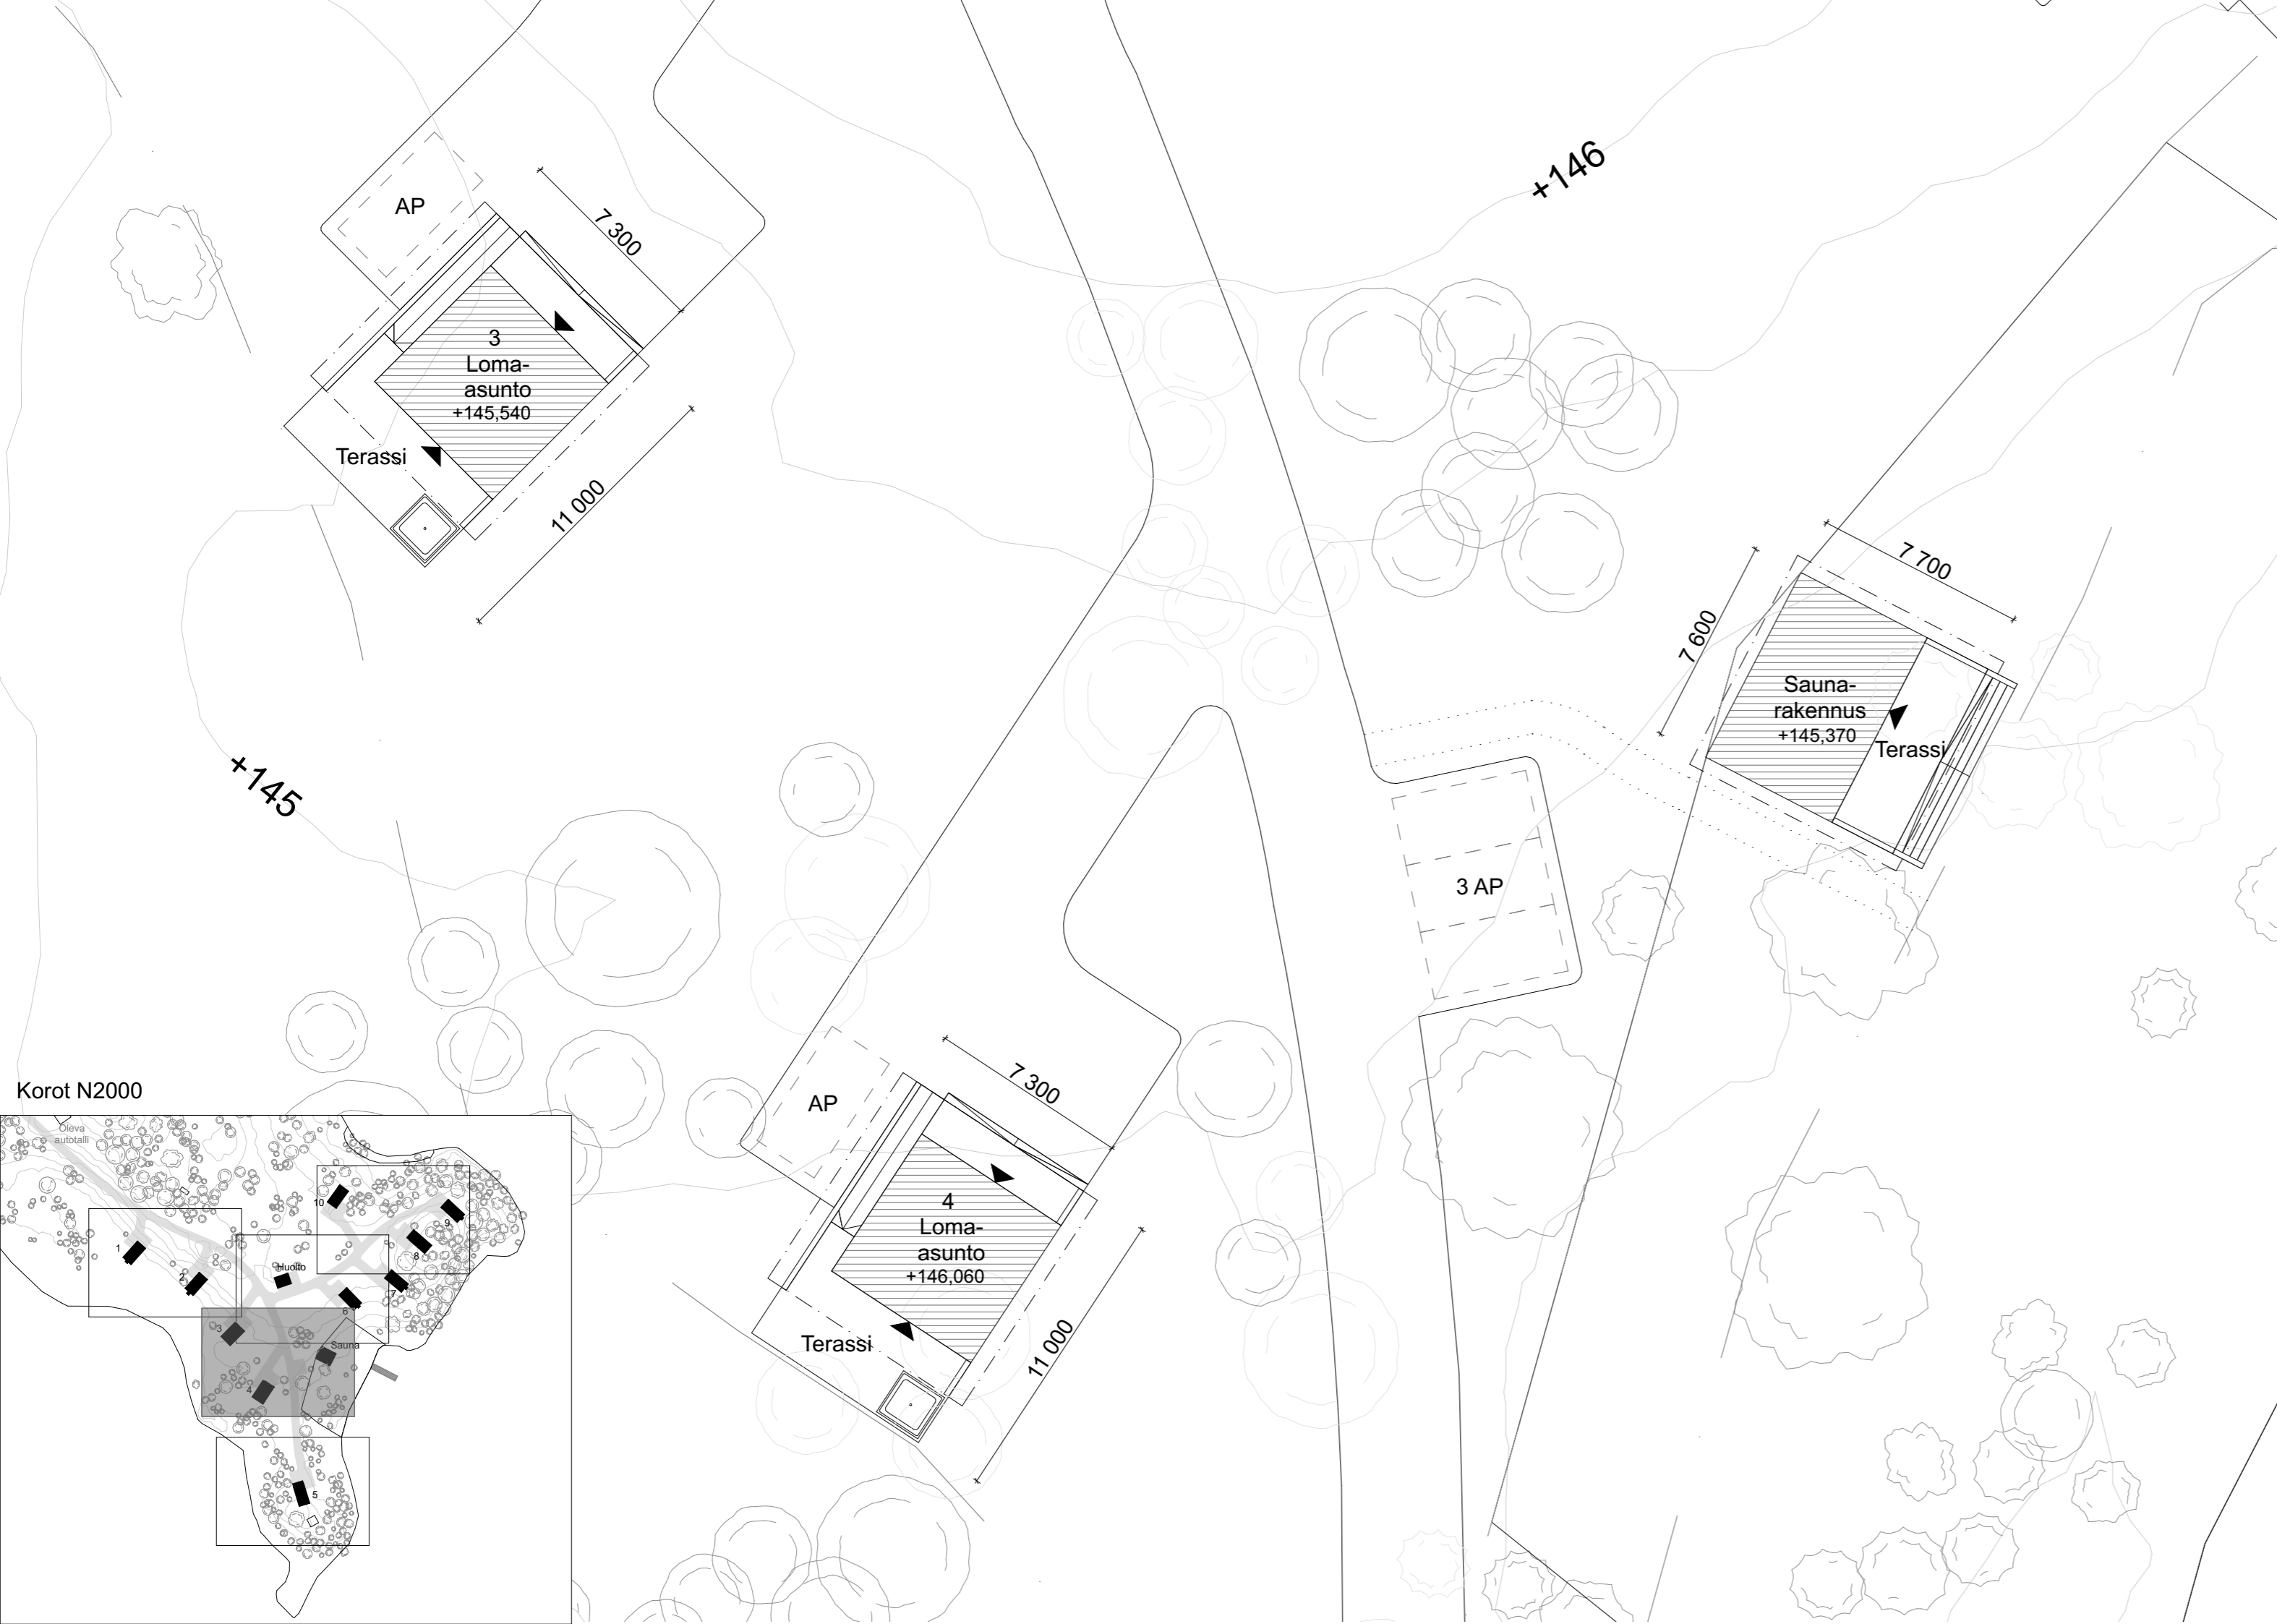 +146
AP
7 300
3
Loma-
asunto
+145,540
Terassi
11 000
7 700
7 600
Sauna-
rakennus
+145,370
Terassi
+145
3 AP
AP
7 300
4
Loma-
asunto
+146,060
Terassi
11 000
Korot N2000
Oleva
autotalli
10
9
1
8
2
Huolto
7
6
3
Sauna
4
5